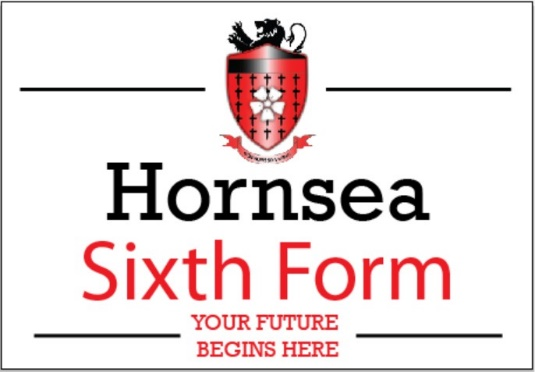 Hornsea
Sixth Form
YOUR FUTURE
BEGINS HERE